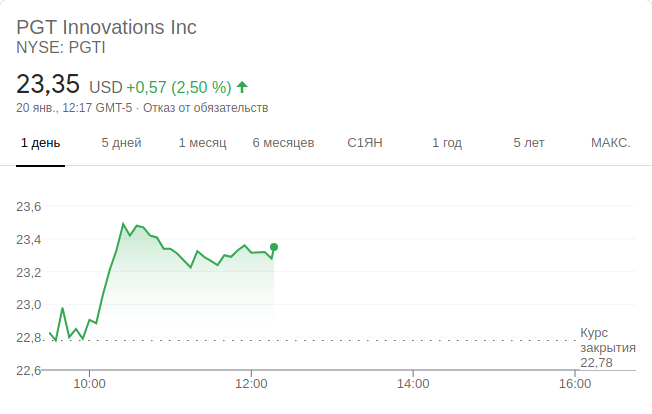 PGT Innovations Inc
NYSE: PGTI
23,35 USD +0,57 (2,50 %)
20 янв., 12:17 GMT-5 · Отказ от обязательств
1 день 5 дней 1 месяц 6 месяцев С1ЯН 1 год 5 лет МАКС.
23,6
23,4
23,2
23,0
22,8
22,6
Курс
закрытия
22,78
10:00 12:00 14:00 16:00